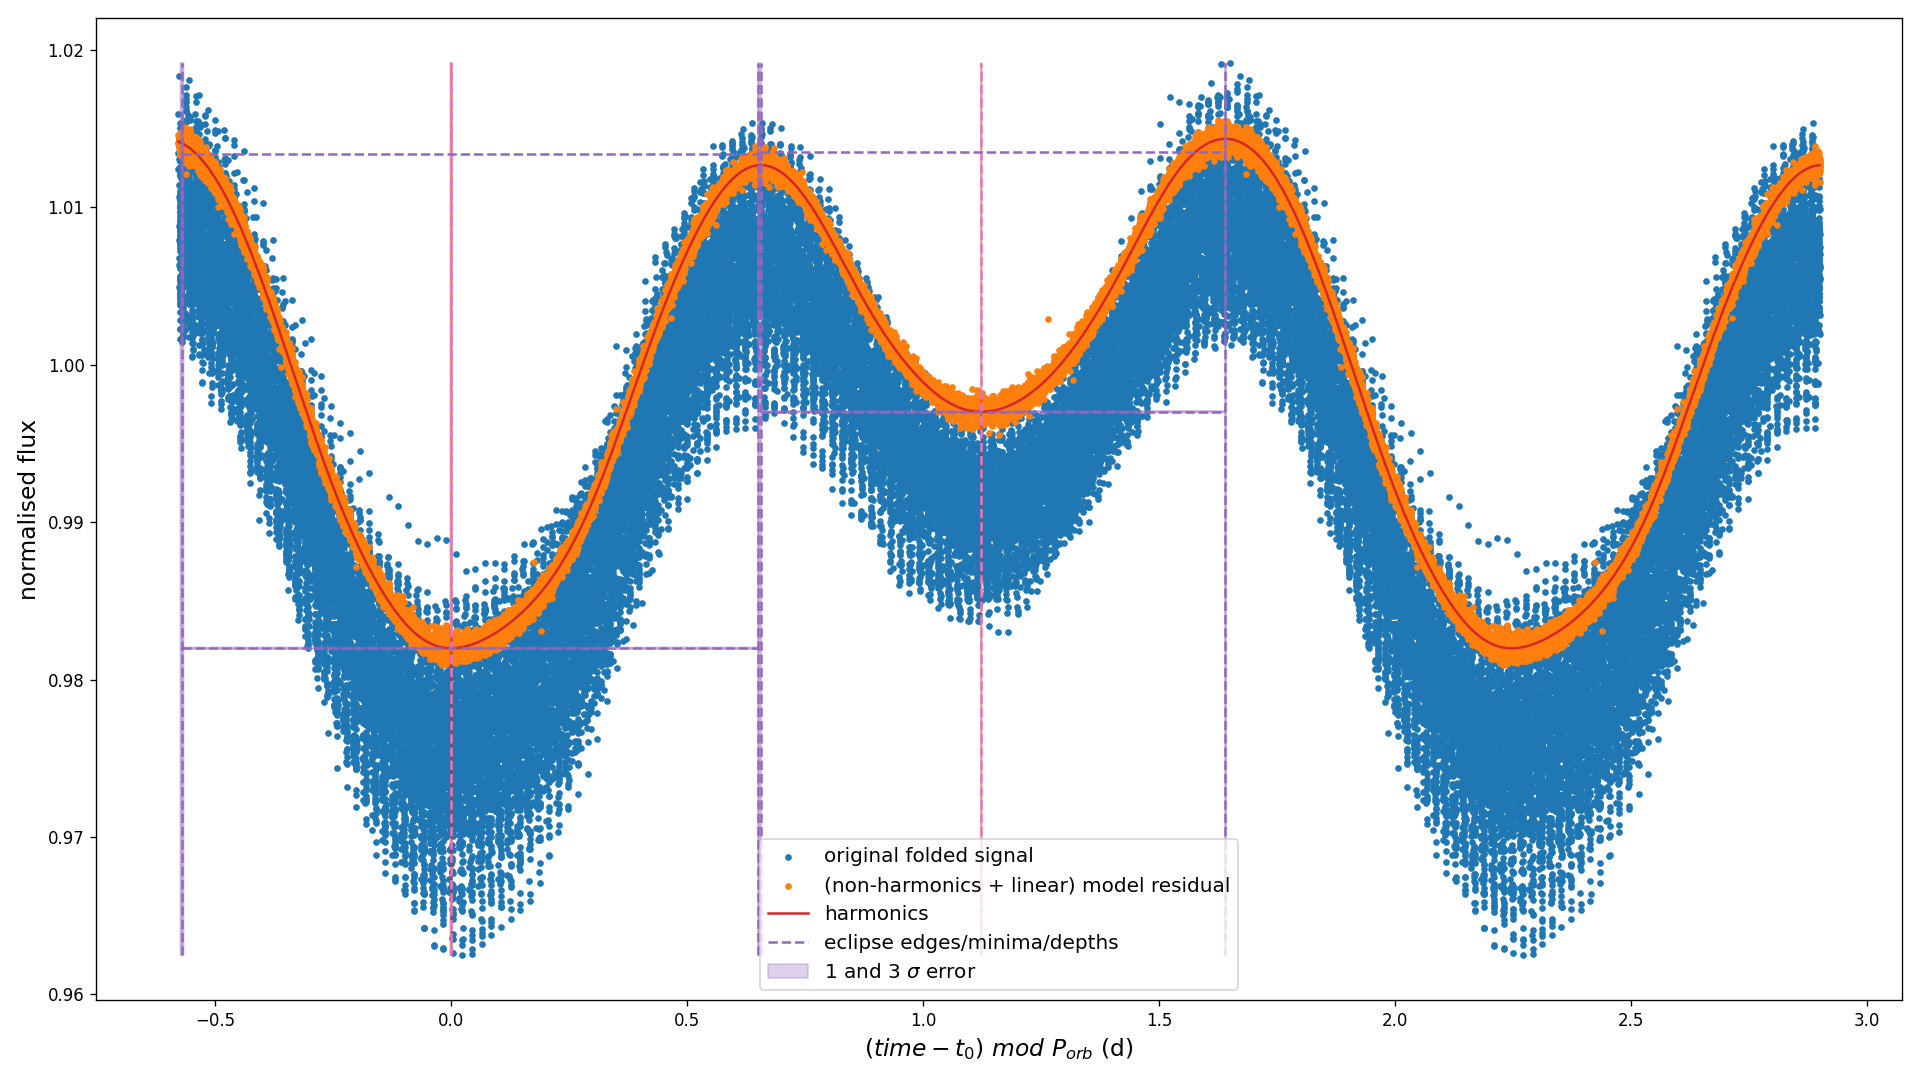 1.02
1.01
1.00
0.99
0.98
0.97
0.96
normalised flux
original folded signal
(non-harmonics + linear) model residual
harmonics
eclipse edges/minima/depths
1 and 3 σ error
−0.5 0.0 0.5 1.0 1.5 2.0 2.5 3.0
(time − t₀) mod P_orb (d)